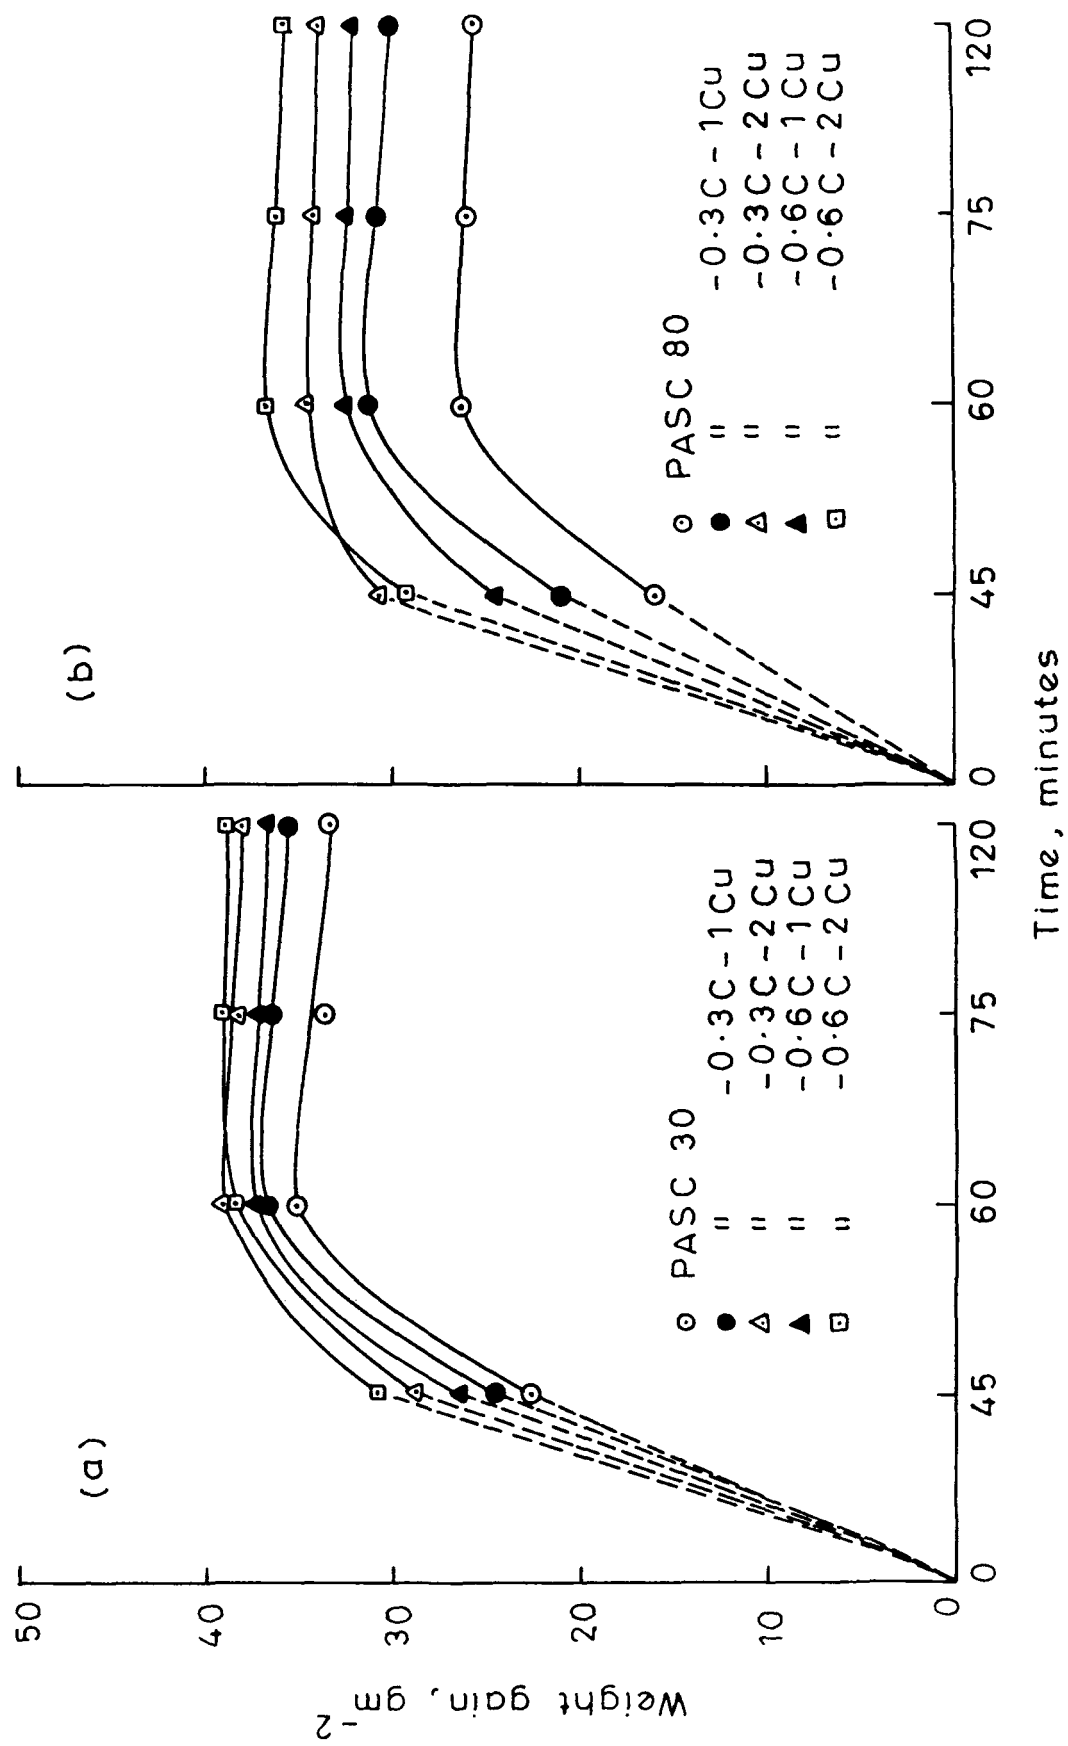 (a)
(b)
Weight gain, gm-2
50
40
30
20
10
0
PASC 30
" -0·3C-1Cu
" -0·3C-2Cu
" -0·6C-1Cu
" -0·6C-2Cu
0 45 60 75 120
PASC 80
" -0·3C-1Cu
" -0·3C-2Cu
" -0·6C-1Cu
" -0·6C-2Cu
0 45 60 75 120
Time, minutes